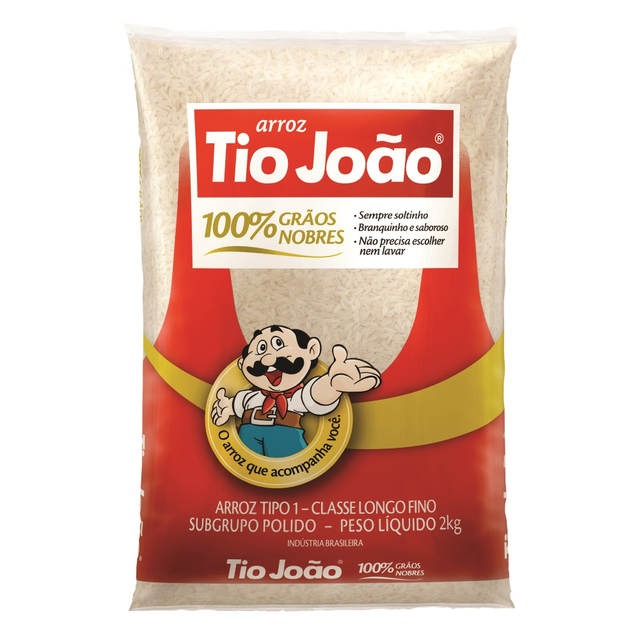 arroz
Tio João®
100% GRÃOS NOBRES
• Sempre soltinho
• Branquinho e saboroso
• Não precisa escolher
nem lavar
O arroz que acompanha você.
ARROZ TIPO 1 – CLASSE LONGO FINO
SUBGRUPO POLIDO – PESO LÍQUIDO 2kg
INDÚSTRIA BRASILEIRA
Tio João® 100% GRÃOS NOBRES